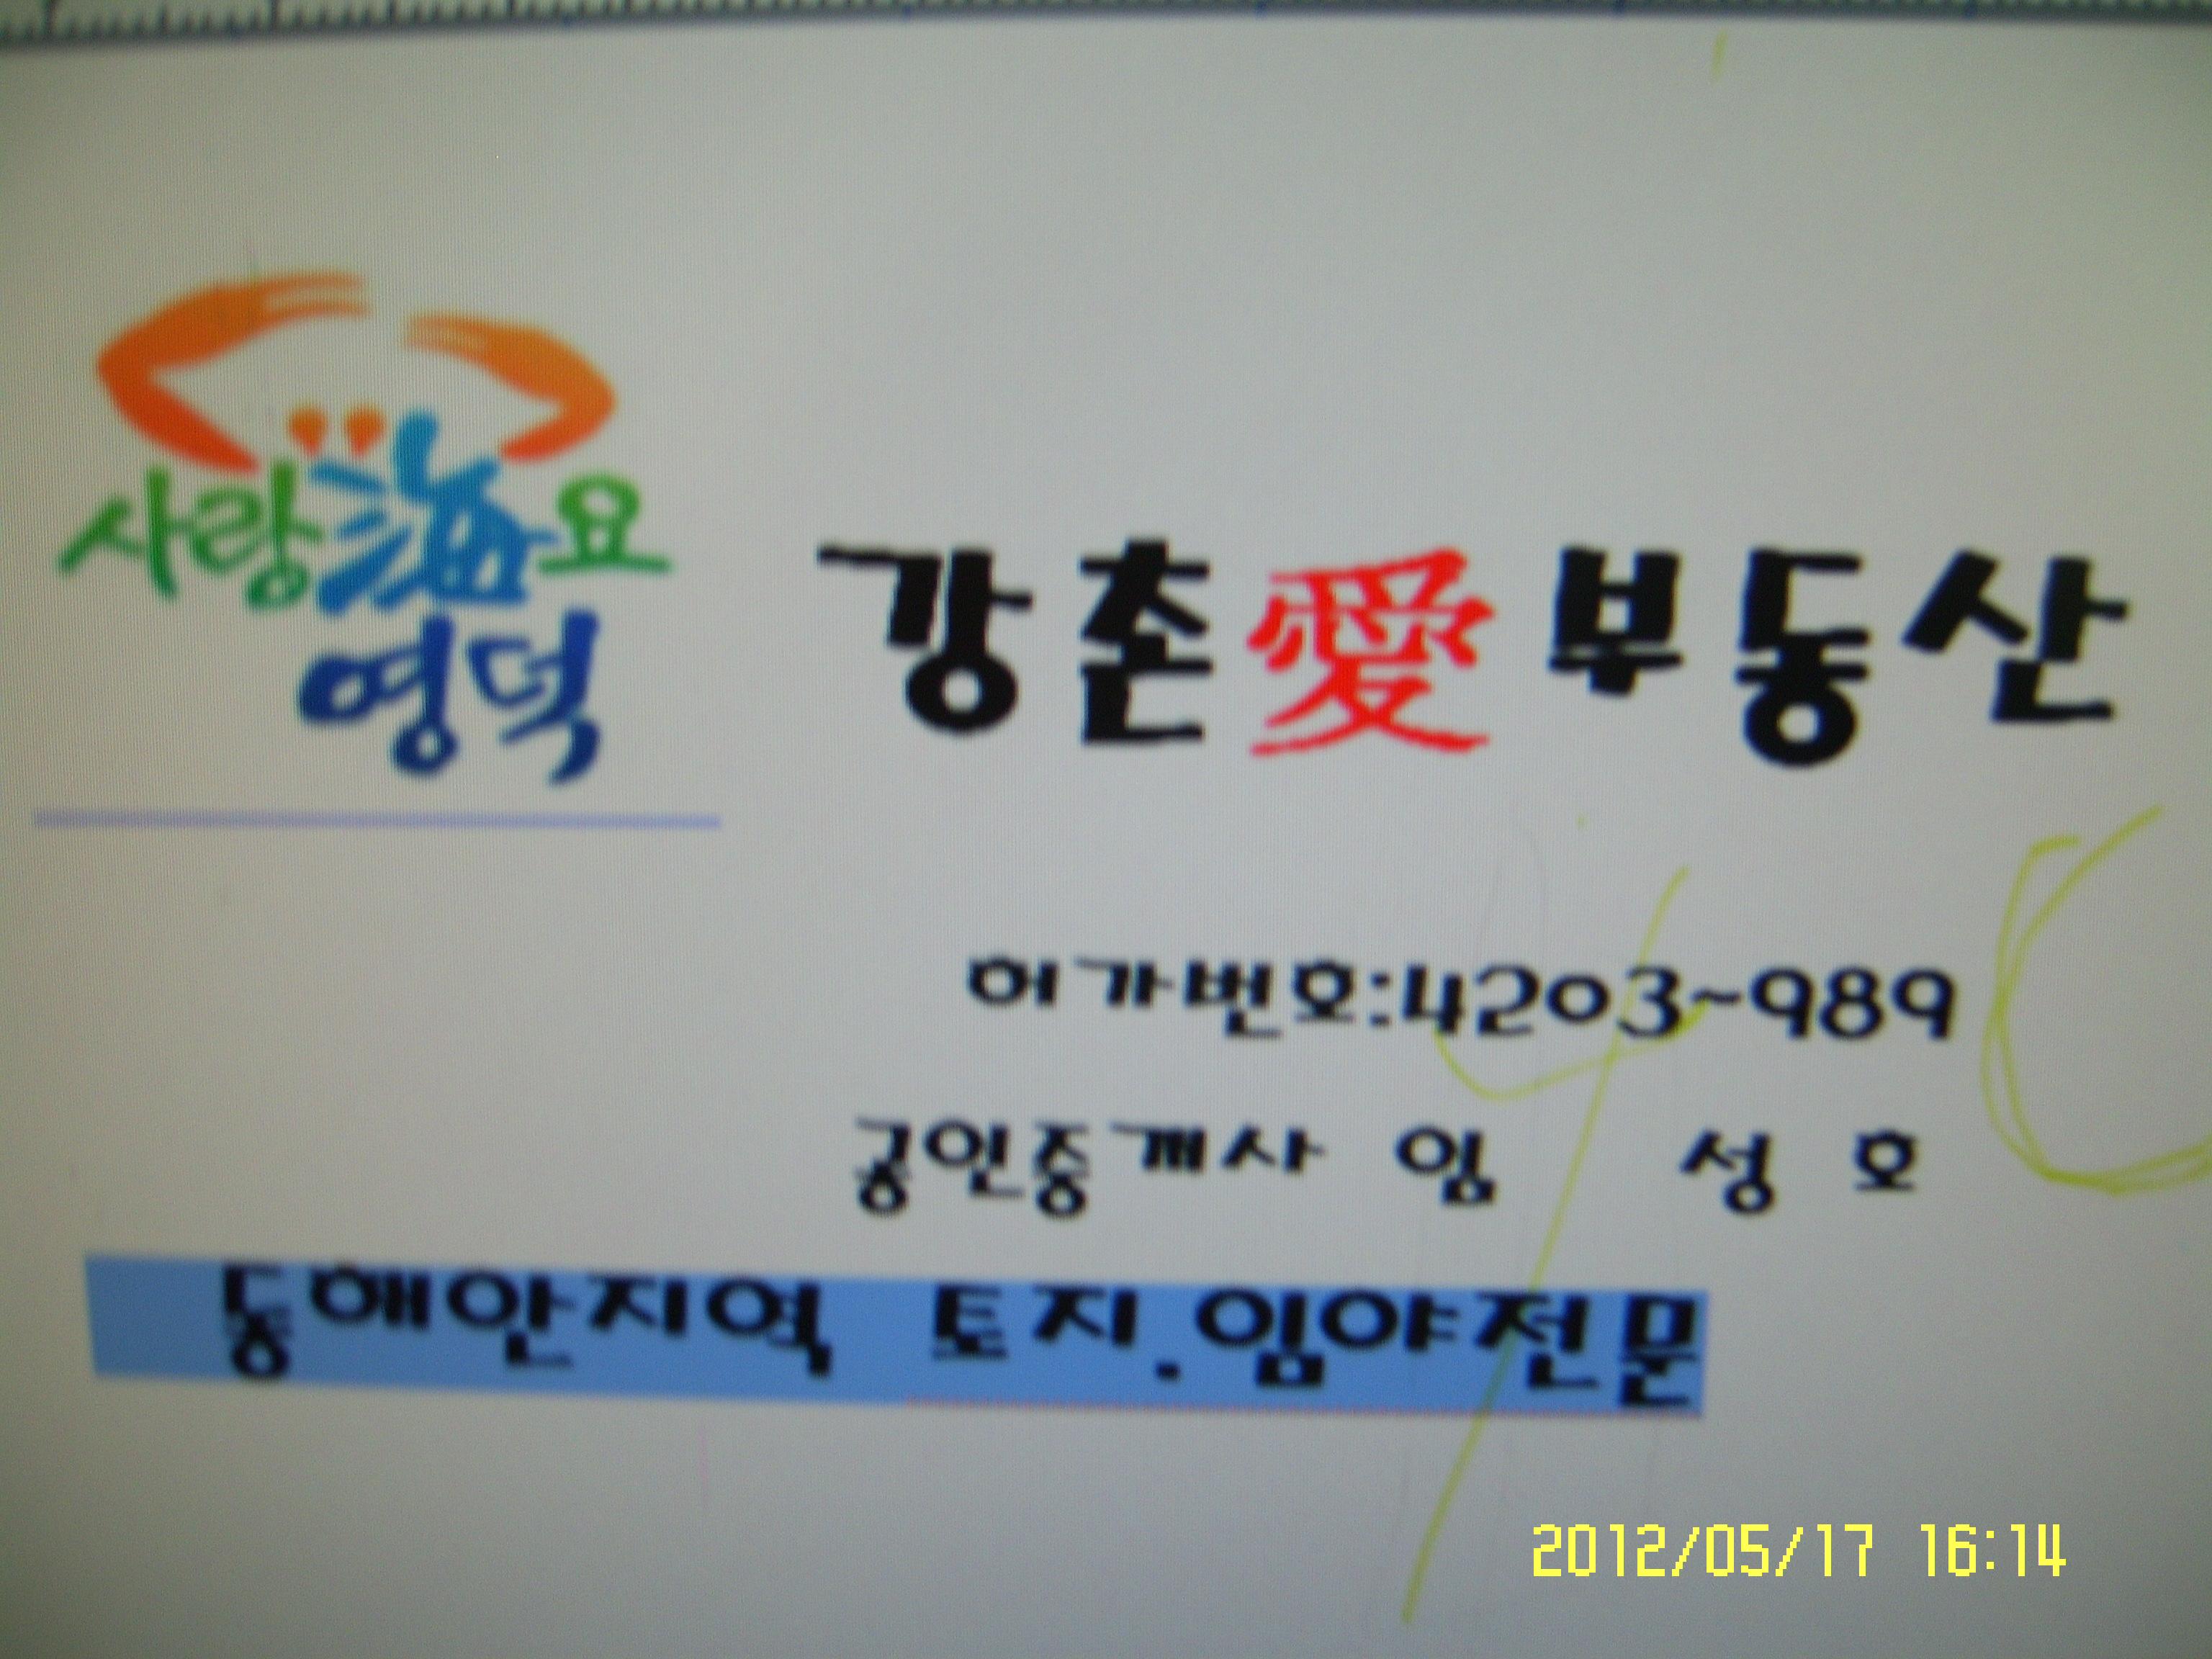 사랑海요
영덕
강촌愛부동산
허가번호:4203~989
공인중개사 임 성 호
동해안지역 토지.임야전문
2012/05/17 16:14